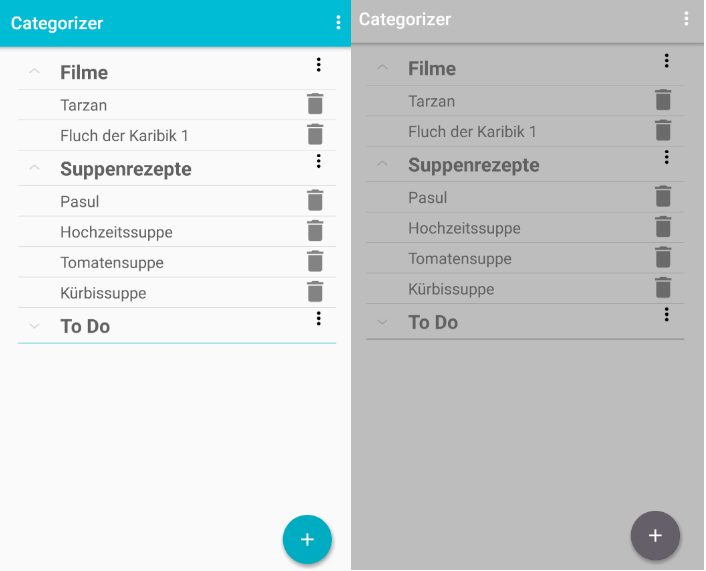 Categorizer
Filme
Tarzan
Fluch der Karibik 1
Suppenrezepte
Pasul
Hochzeitssuppe
Tomatensuppe
Kürbissuppe
To Do
Categorizer
Filme
Tarzan
Fluch der Karibik 1
Suppenrezepte
Pasul
Hochzeitssuppe
Tomatensuppe
Kürbissuppe
To Do